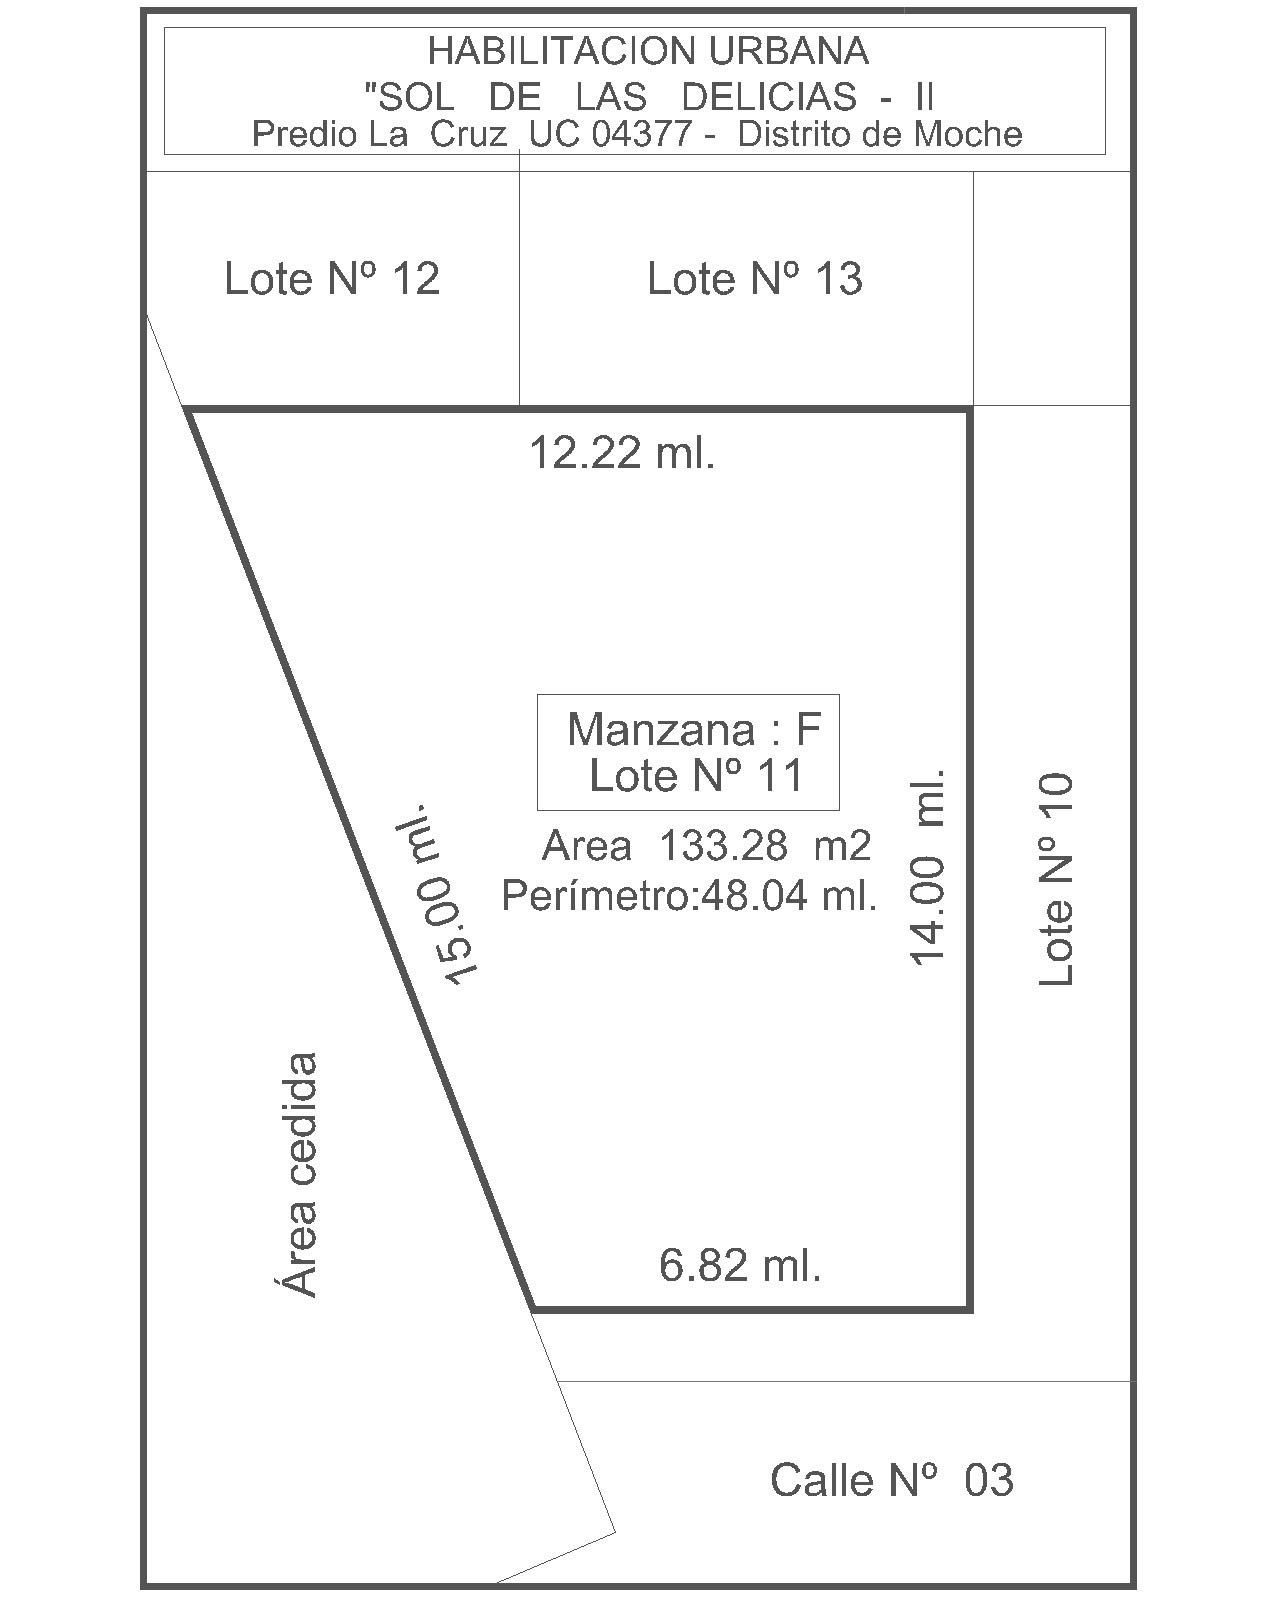 HABILITACION URBANA
"SOL DE LAS DELICIAS - II
Predio La Cruz UC 04377 - Distrito de Moche
Lote Nº 12
Lote Nº 13
12.22 ml.
Manzana : F
Lote Nº 11
Area 133.28 m2
Perímetro:48.04 ml.
15.00 ml.
14.00 ml.
Lote Nº 10
Área cedida
6.82 ml.
Calle Nº 03